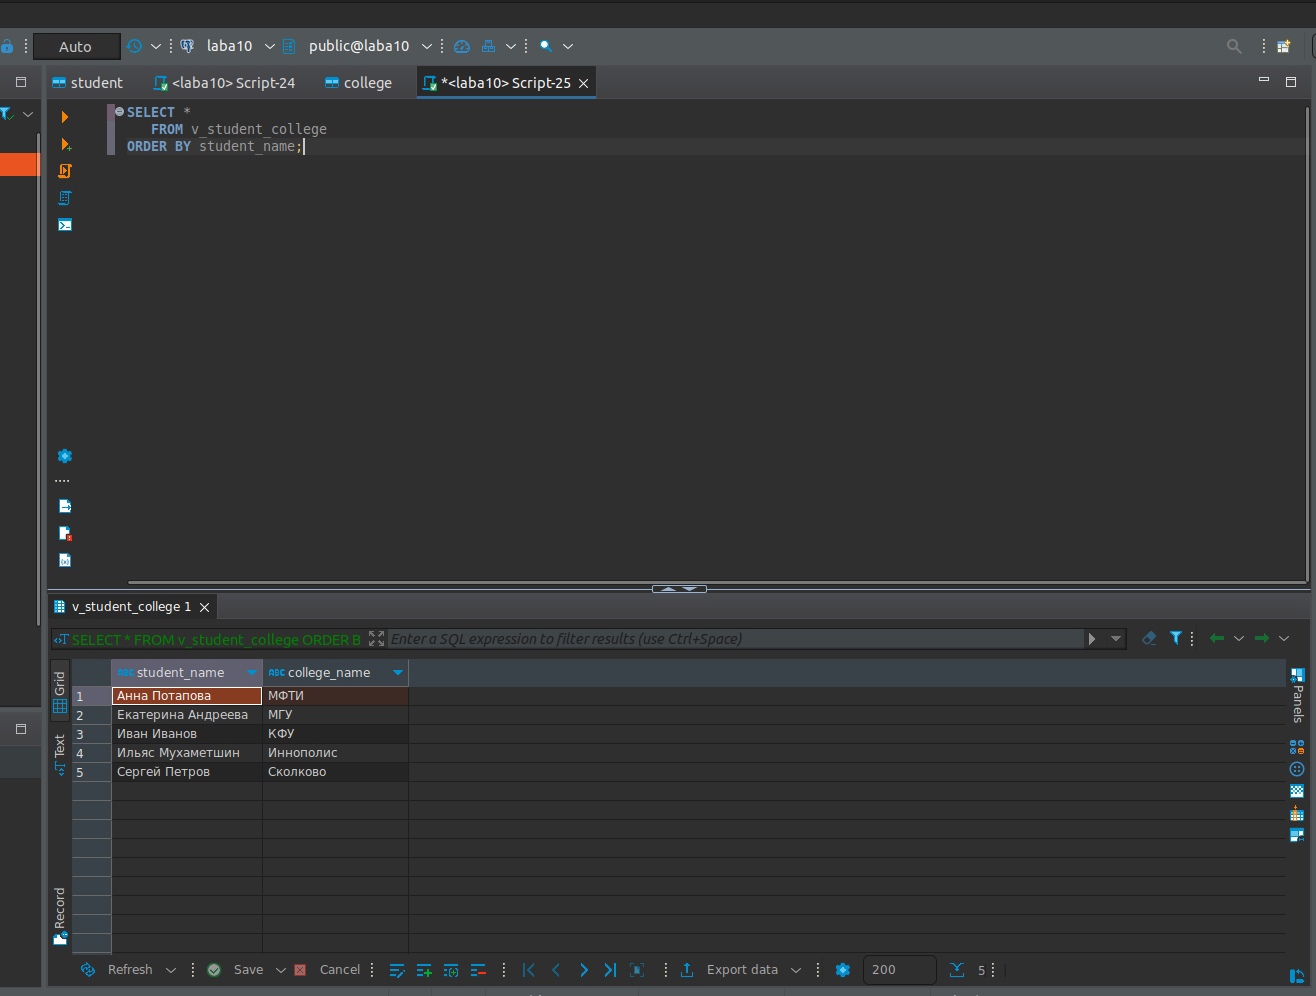 Auto laba10 public@laba10
student <laba10> Script-24 college *<laba10> Script-25
SELECT *
FROM v_student_college
ORDER BY student_name;
v_student_college 1
SELECT * FROM v_student_college ORDER B Enter a SQL expression to filter results (use Ctrl+Space)
Grid
Text
Record
Panels
ABC student_name ABC college_name
1 Анна Потапова МФТИ
2 Екатерина Андреева МГУ
3 Иван Иванов КФУ
4 Ильяс Мухаметшин Иннополис
5 Сергей Петров Сколково
Refresh Save Cancel Export data 200 5